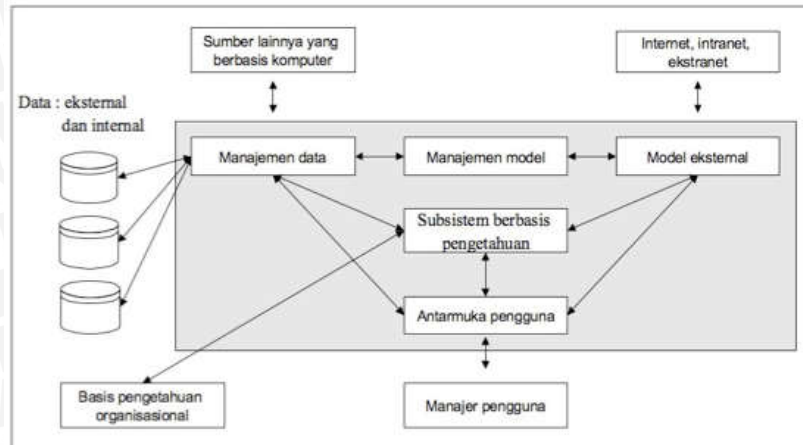 Sumber lainnya yang
berbasis komputer
Internet, intranet,
ekstranet
Data : eksternal
dan internal
Manajemen data
Manajemen model
Model eksternal
Subsistem berbasis
pengetahuan
Antarmuka pengguna
Basis pengetahuan
organisasional
Manajer pengguna